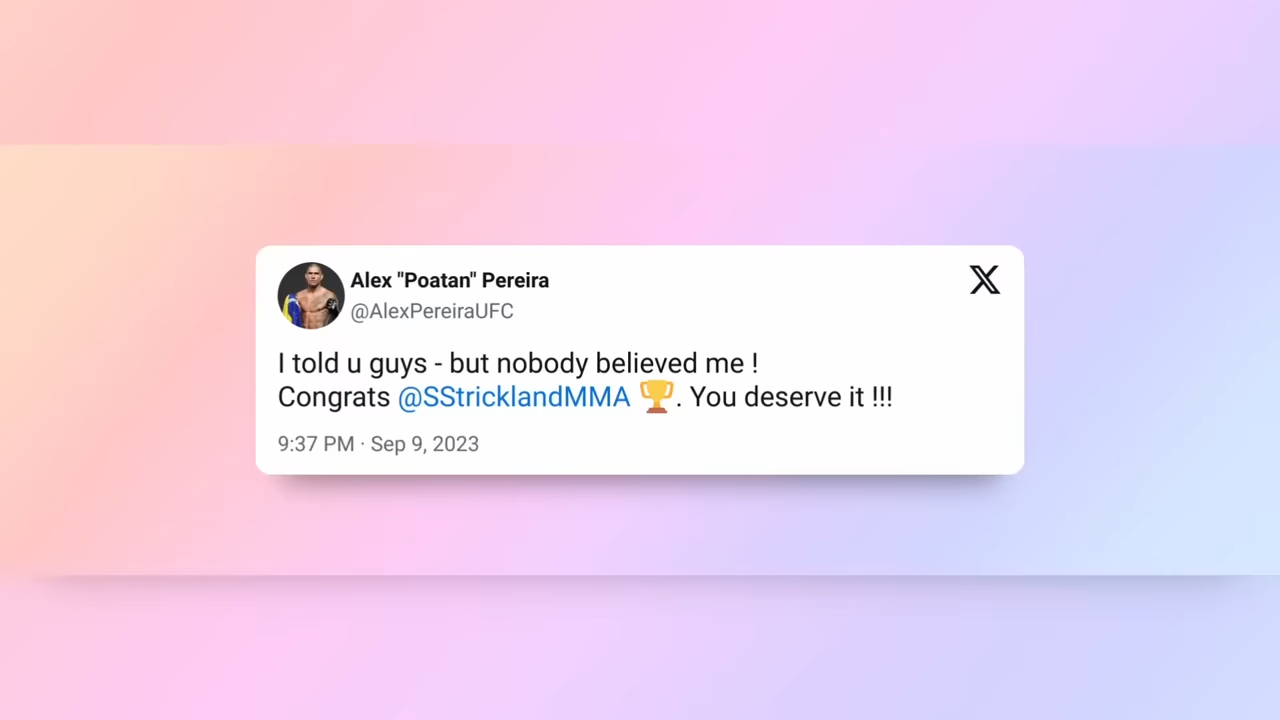 Alex "Poatan" Pereira
@AlexPereiraUFC
I told u guys - but nobody believed me !
Congrats @SStricklandMMA 🏆. You deserve it !!!
9:37 PM · Sep 9, 2023